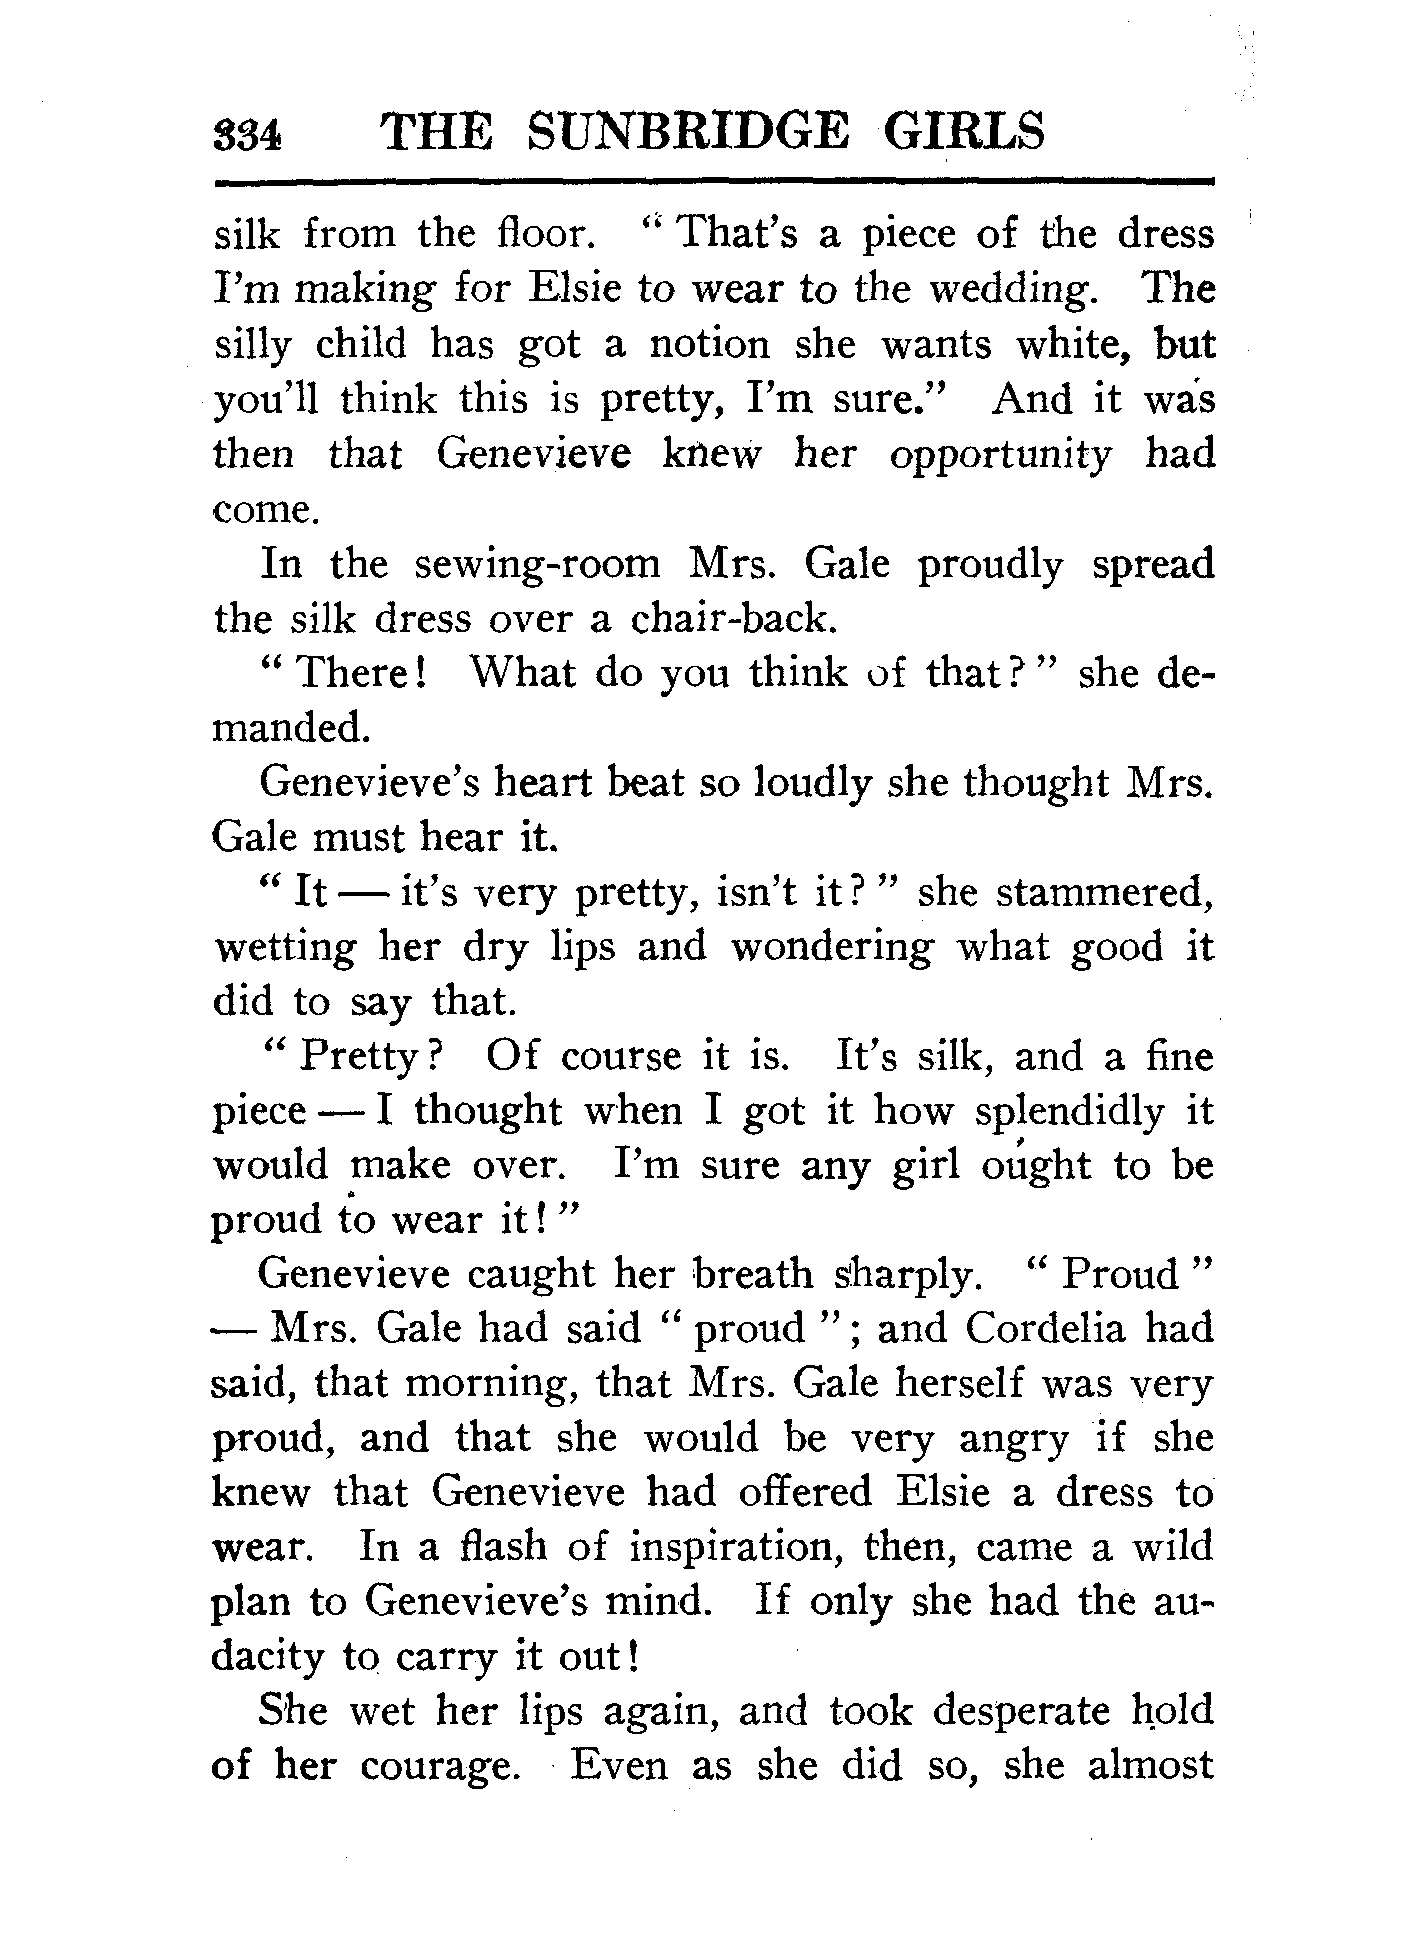 334 THE SUNBRIDGE GIRLS
silk from the floor. " That's a piece of the dress
I'm making for Elsie to wear to the wedding. The
silly child has got a notion she wants white, but
you'll think this is pretty, I'm sure." And it was
then that Genevieve knew her opportunity had
come.
In the sewing-room Mrs. Gale proudly spread
the silk dress over a chair-back.
" There! What do you think of that? " she de-
manded.
Genevieve's heart beat so loudly she thought Mrs.
Gale must hear it.
" It — it's very pretty, isn't it? " she stammered,
wetting her dry lips and wondering what good it
did to say that.
" Pretty? Of course it is. It's silk, and a fine
piece — I thought when I got it how splendidly it
would make over. I'm sure any girl ought to be
proud to wear it! "
Genevieve caught her breath sharply. " Proud "
— Mrs. Gale had said " proud "; and Cordelia had
said, that morning, that Mrs. Gale herself was very
proud, and that she would be very angry if she
knew that Genevieve had offered Elsie a dress to
wear. In a flash of inspiration, then, came a wild
plan to Genevieve's mind. If only she had the au-
dacity to carry it out!
She wet her lips again, and took desperate hold
of her courage. Even as she did so, she almost